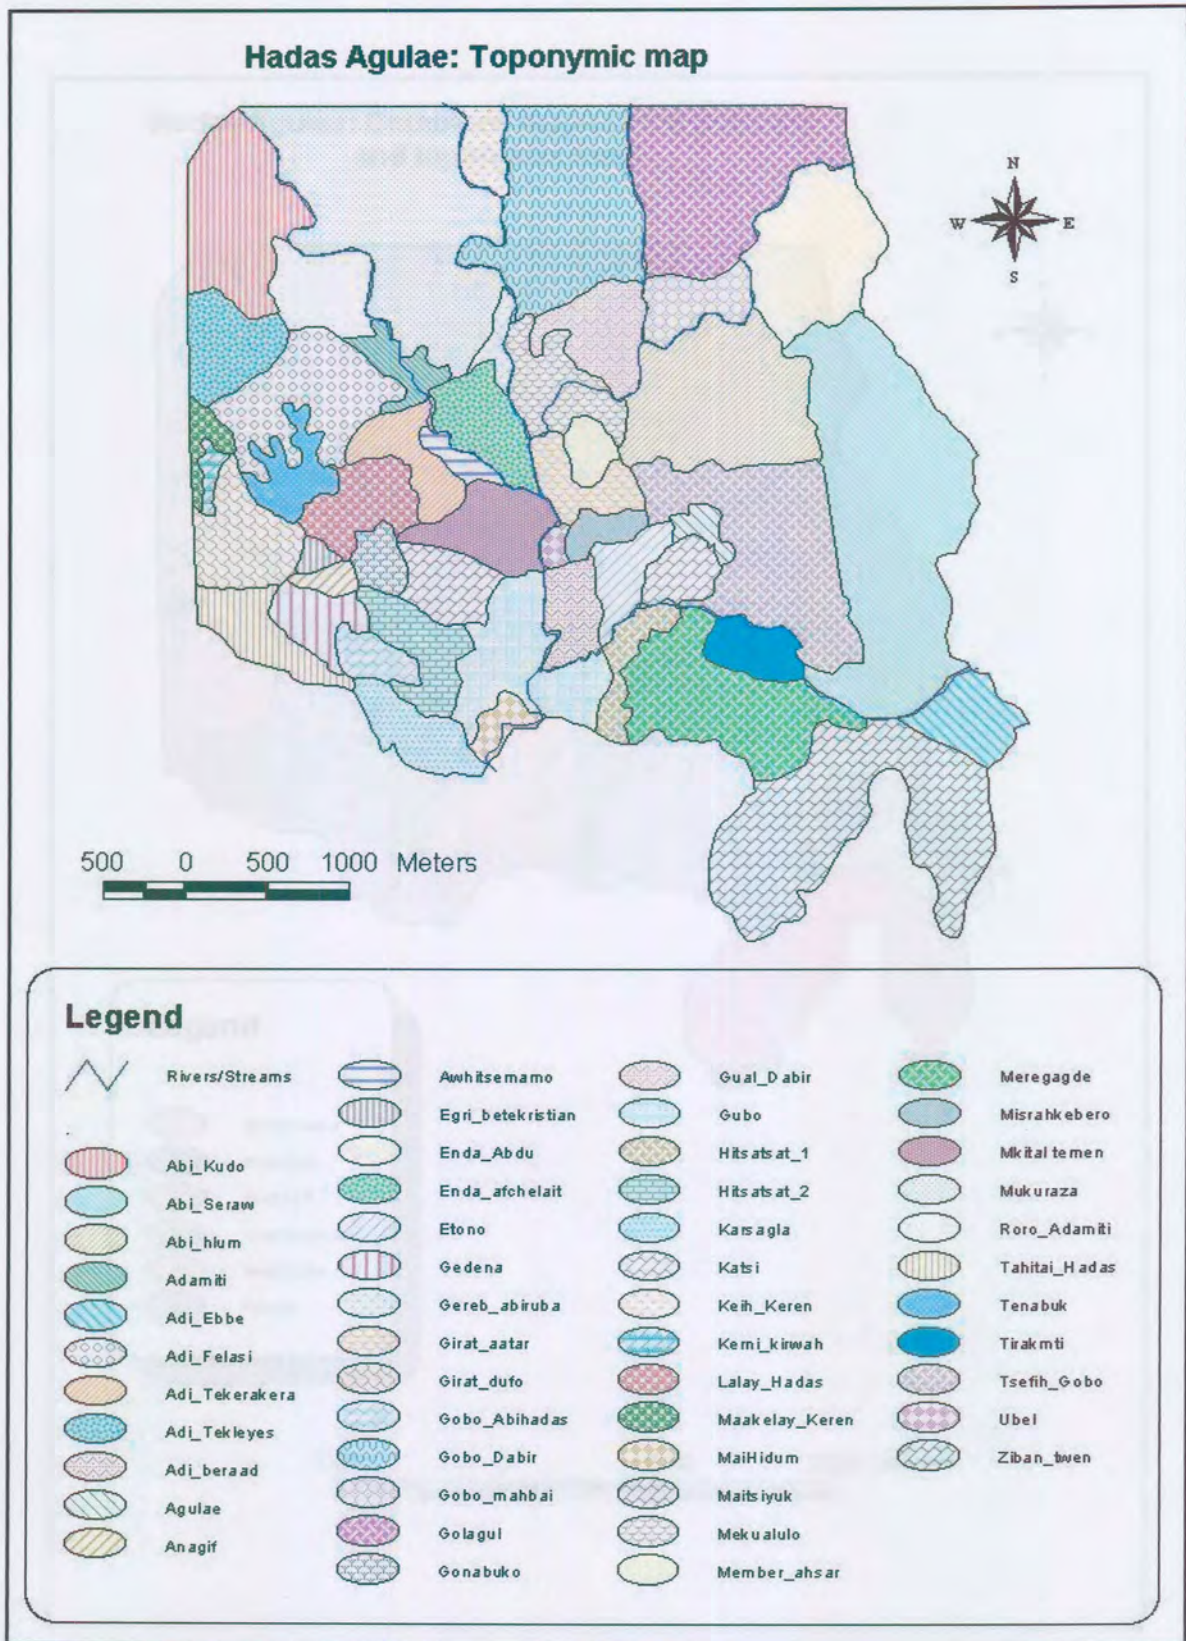 Hadas Agulae: Toponymic map
N
W E
S
500 0 500 1000 Meters
Legend
Rivers/Streams
Abi_Kudo
Abi_Seraw
Abi_hlum
Adamiti
Adi_Ebbe
Adi_Felasi
Adi_Tekerakera
Adi_Tekleyes
Adi_beraad
Agulae
Anagif
Awhitsemamo
Egri_betekristian
Enda_Abdu
Enda_afchelait
Etono
Gedena
Gereb_abiruba
Girat_aatar
Girat_dufo
Gobo_Abihadas
Gobo_Dabir
Gobo_mahbai
Golagul
Gonabuko
Gual_Dabir
Gubo
Hitsatsat_1
Hitsatsat_2
Karsagla
Katsi
Keih_Keren
Kemi_kirwah
Lalay_Hadas
Maakelay_Keren
MaiHidum
Maitsiyuk
Mekualulo
Member_ahsar
Meregagde
Misrahkebero
Mkital temen
Mukuraza
Roro_Adamiti
Tahitai_Hadas
Tenabuk
Tirakmti
Tsefih_Gobo
Ubel
Ziban_twen